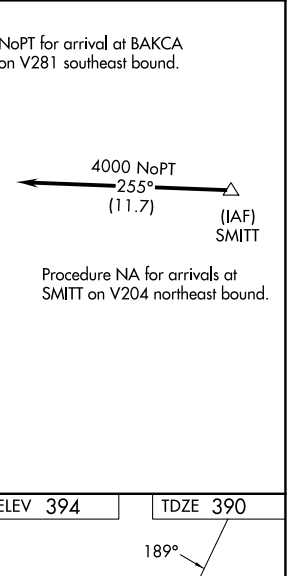 NoPT for arrival at BAKCA
on V281 southeast bound.
4000 NoPT
255°
(11.7)
(IAF)
SMITT
Procedure NA for arrivals at
SMITT on V204 northeast bound.
ELEV 394
TDZE 390
189°